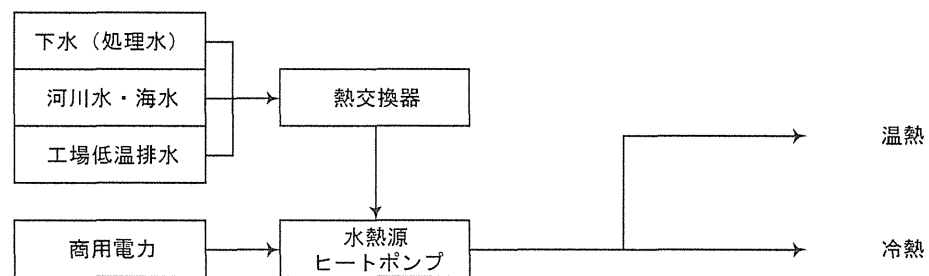 下水（処理水）
河川水・海水
工場低温排水
熱交換器
温熱
商用電力
水熱源
ヒートポンプ
冷熱